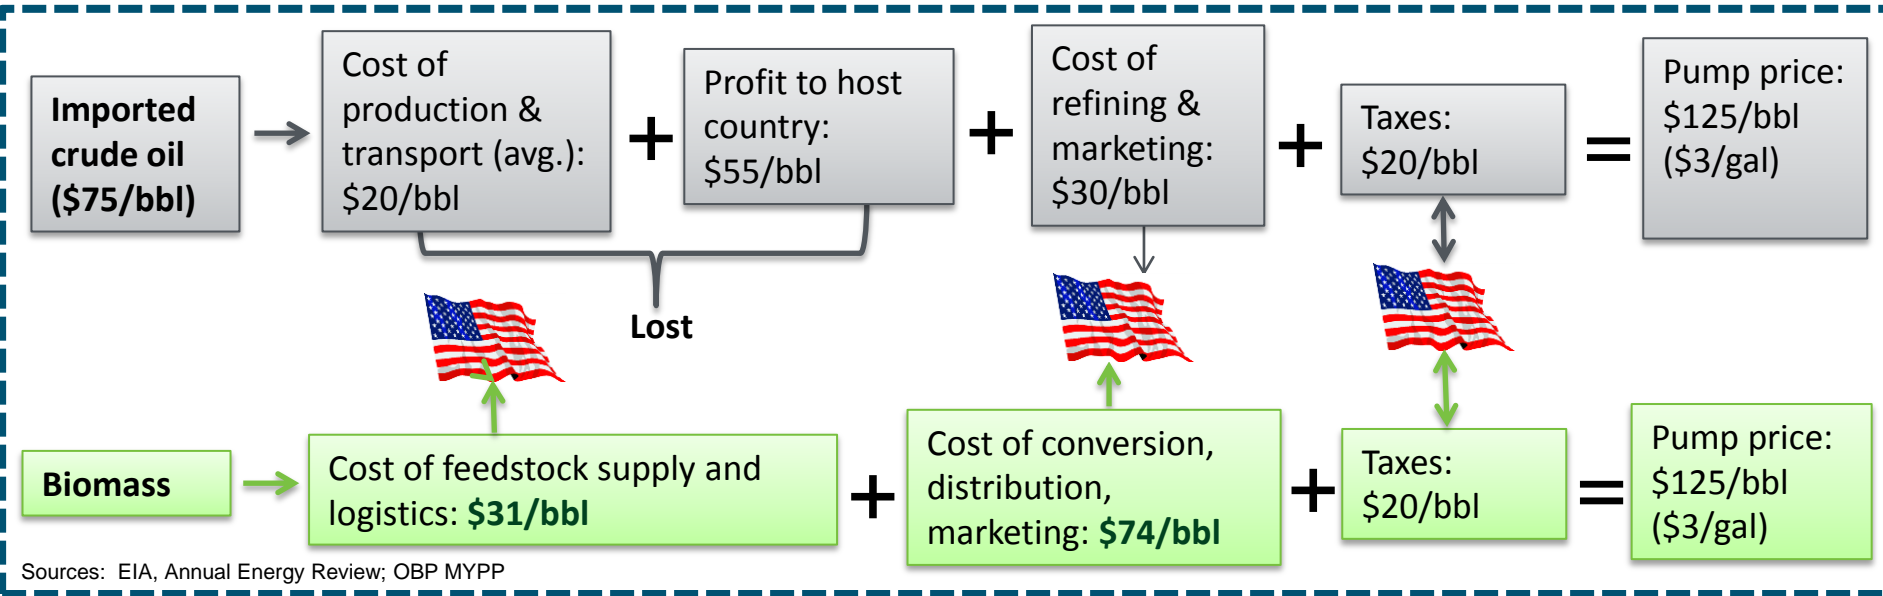 Imported
crude oil
($75/bbl)
Cost of
production &
transport (avg.):
$20/bbl
+
Profit to host
country:
$55/bbl
+
Cost of
refining &
marketing:
$30/bbl
+
Taxes:
$20/bbl
=
Pump price:
$125/bbl
($3/gal)
Lost
Biomass
Cost of feedstock supply and
logistics: $31/bbl
+
Cost of conversion,
distribution,
marketing: $74/bbl
+
Taxes:
$20/bbl
=
Pump price:
$125/bbl
($3/gal)
Sources: EIA, Annual Energy Review; OBP MYPP